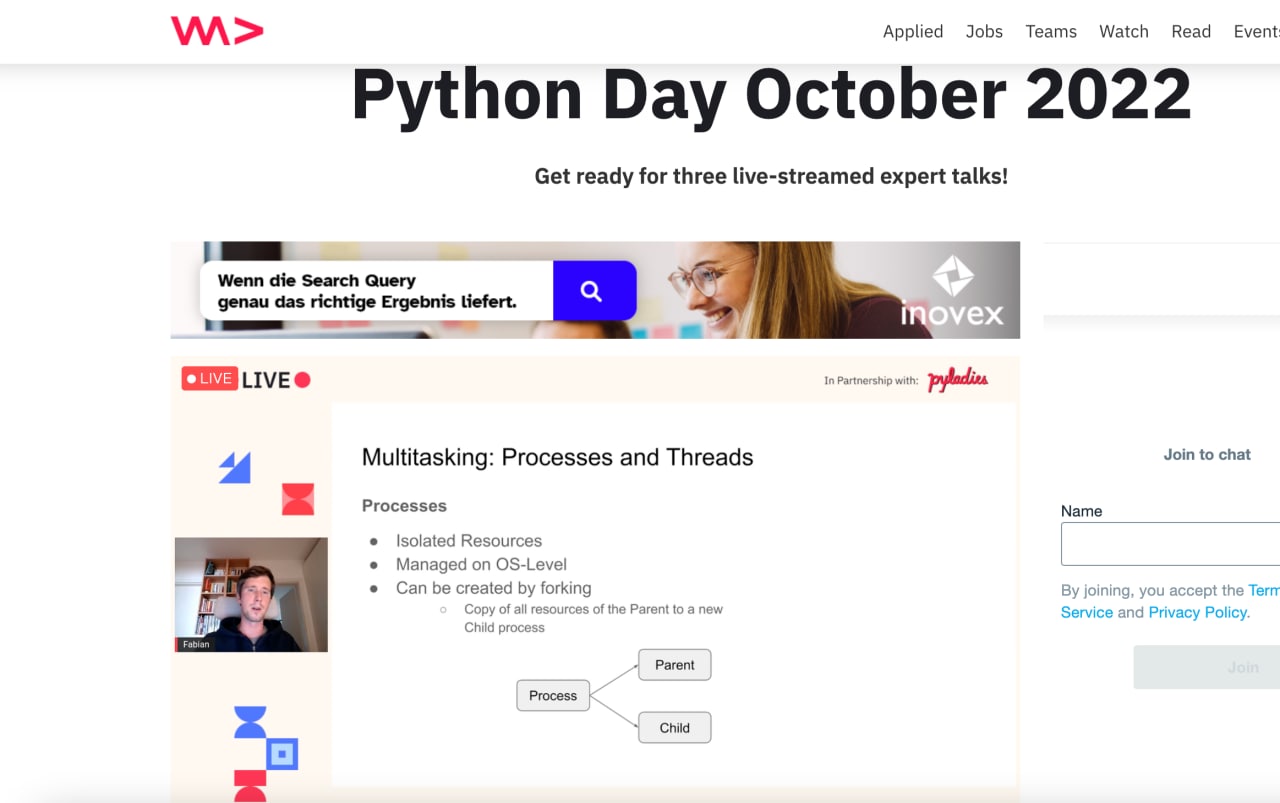 Applied Jobs Teams Watch Read Events
Python Day October 2022
Get ready for three live-streamed expert talks!
Wenn die Search Query
genau das richtige Ergebnis liefert.
inovex
LIVE LIVE
In Partnership with: pyladies
Multitasking: Processes and Threads
Processes
Isolated Resources
Managed on OS-Level
Can be created by forking
Copy of all resources of the Parent to a new
Child process
Parent
Process
Child
Fabian
Join to chat
Name
By joining, you accept the Term
Service and Privacy Policy.
Join